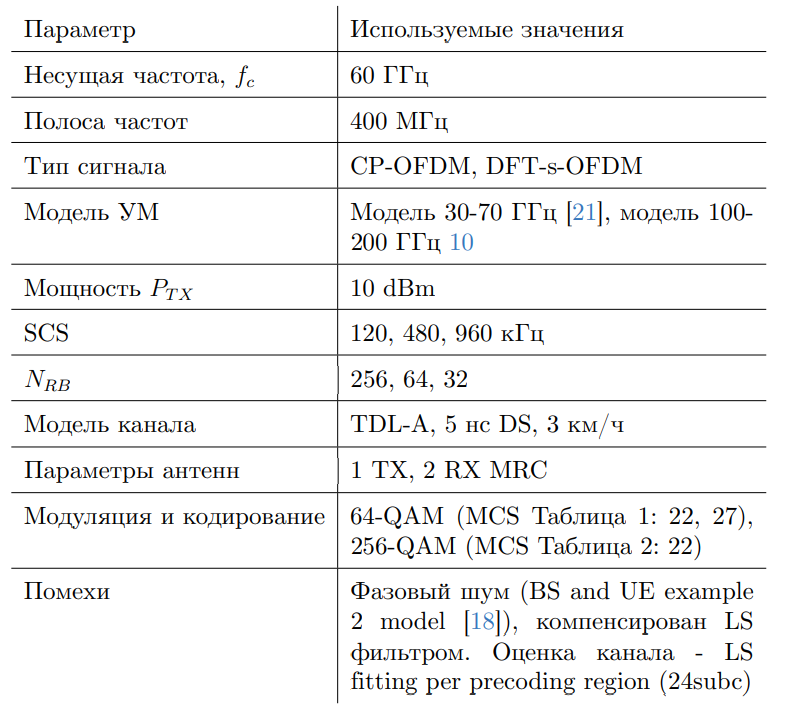 Параметр Используемые значения
Несущая частота, f_c 60 ГГц
Полоса частот 400 МГц
Тип сигнала CP-OFDM, DFT-s-OFDM
Модель УМ Модель 30-70 ГГц [21], модель 100-
200 ГГц 10
Мощность P_TX 10 dBm
SCS 120, 480, 960 кГц
N_RB 256, 64, 32
Модель канала TDL-A, 5 нс DS, 3 км/ч
Параметры антенн 1 TX, 2 RX MRC
Модуляция и кодирование 64-QAM (MCS Таблица 1: 22, 27),
256-QAM (MCS Таблица 2: 22)
Помехи Фазовый шум (BS and UE example
2 model [18]), компенсирован LS
фильтром. Оценка канала - LS
fitting per precoding region (24subc)